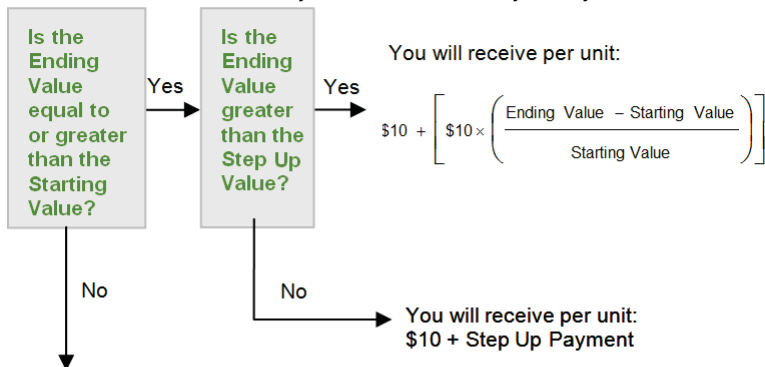 Is the
Ending
Value
equal to
or greater
than the
Starting
Value?
Yes
Is the
Ending
Value
greater
than the
Step Up
Value?
Yes
You will receive per unit:
$10 + [ $10 × ( Ending Value – Starting Value
Starting Value ) ]
No
No
You will receive per unit:
$10 + Step Up Payment